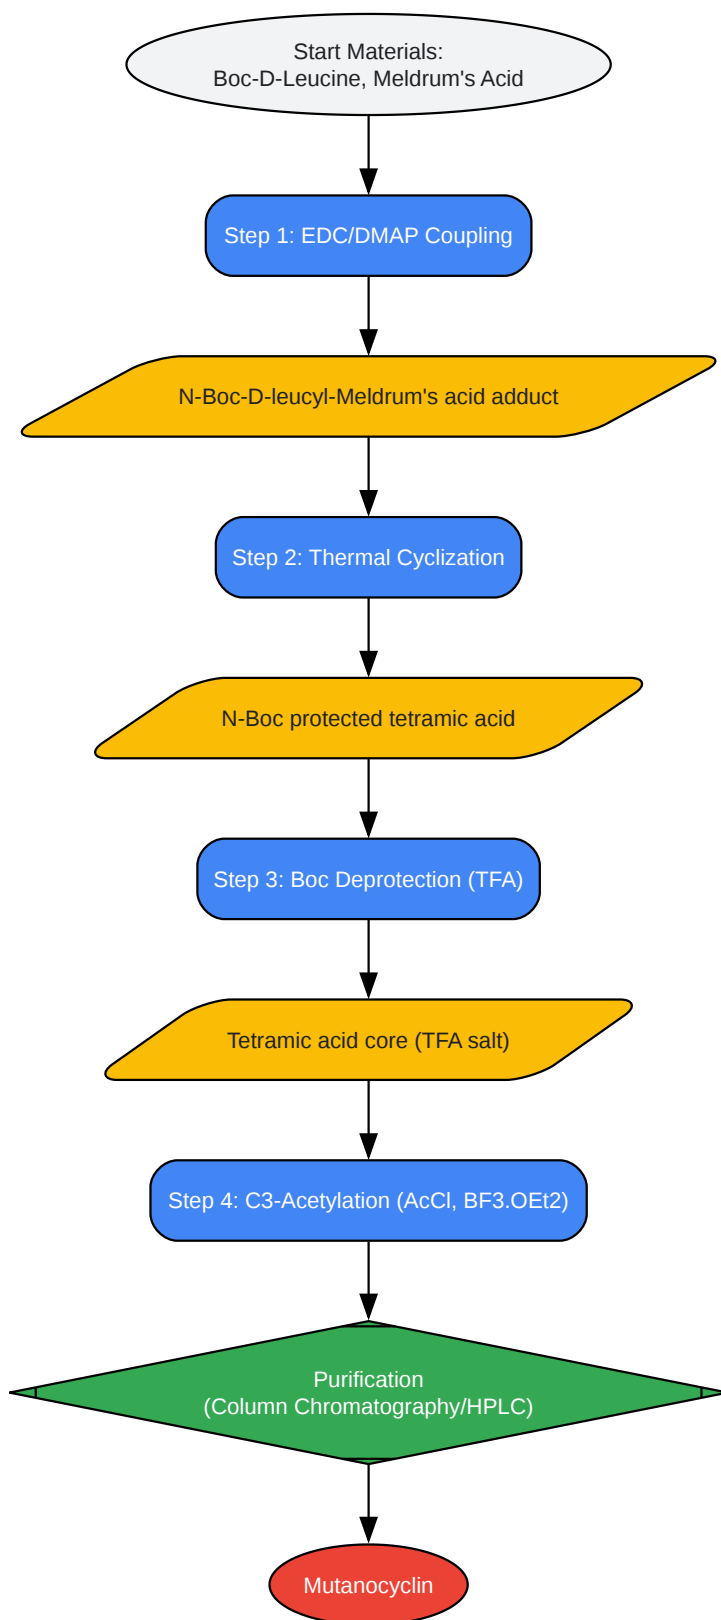 Start Materials:
Boc-D-Leucine, Meldrum's Acid
Step 1: EDC/DMAP Coupling
N-Boc-D-leucyl-Meldrum's acid adduct
Step 2: Thermal Cyclization
N-Boc protected tetramic acid
Step 3: Boc Deprotection (TFA)
Tetramic acid core (TFA salt)
Step 4: C3-Acetylation (AcCl, BF3.OEt2)
Purification
(Column Chromatography/HPLC)
Mutanocyclin